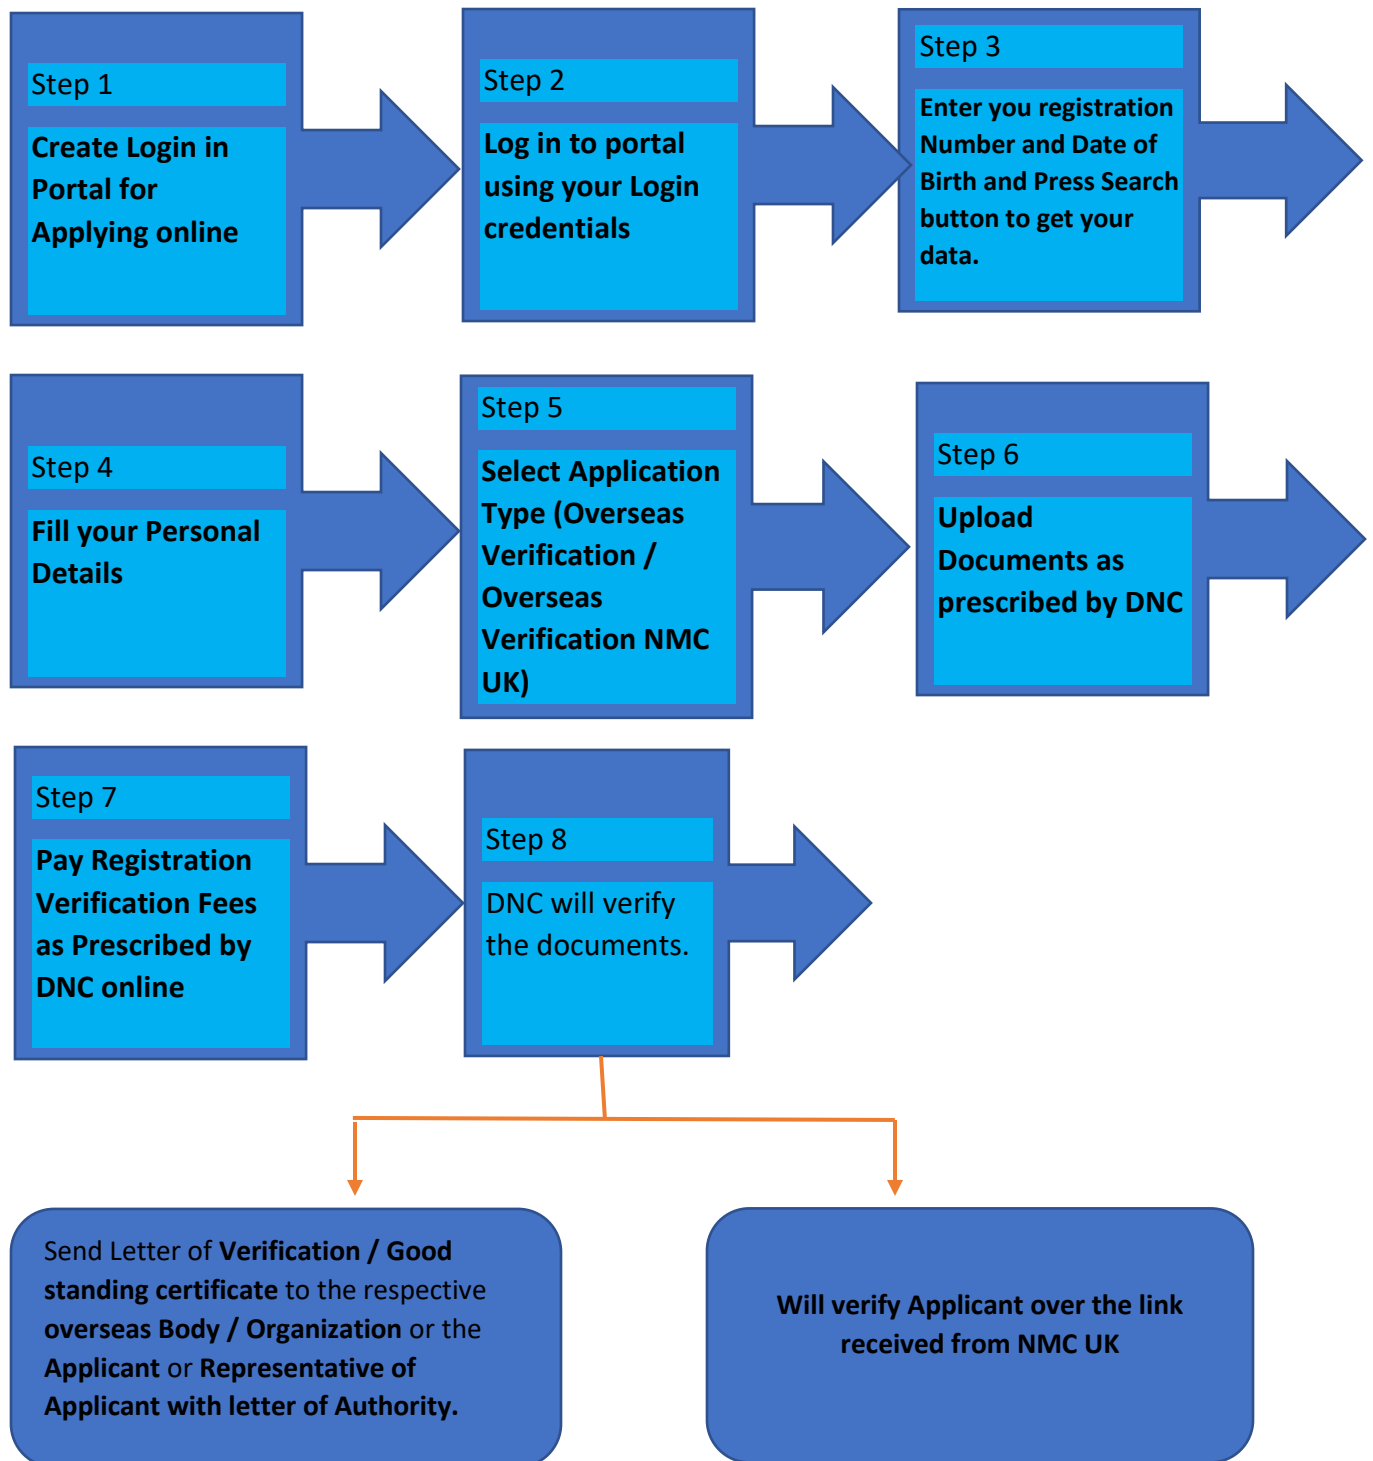 Step 1
Create Login in
Portal for
Applying online
Step 2
Log in to portal
using your Login
credentials
Step 3
Enter you registration
Number and Date of
Birth and Press Search
button to get your
data.
Step 4
Fill your Personal
Details
Step 5
Select Application
Type (Overseas
Verification /
Overseas
Verification NMC
UK)
Step 6
Upload
Documents as
prescribed by DNC
Step 7
Pay Registration
Verification Fees
as Prescribed by
DNC online
Step 8
DNC will verify
the documents.
Send Letter of Verification / Good
standing certificate to the respective
overseas Body / Organization or the
Applicant or Representative of
Applicant with letter of Authority.
Will verify Applicant over the link
received from NMC UK